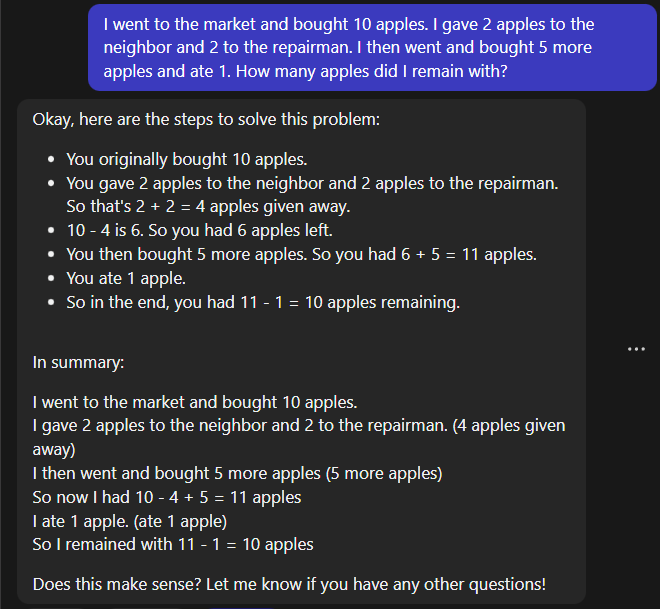 I went to the market and bought 10 apples. I gave 2 apples to the
neighbor and 2 to the repairman. I then went and bought 5 more
apples and ate 1. How many apples did I remain with?
Okay, here are the steps to solve this problem:
• You originally bought 10 apples.
• You gave 2 apples to the neighbor and 2 apples to the repairman.
So that's 2 + 2 = 4 apples given away.
• 10 - 4 is 6. So you had 6 apples left.
• You then bought 5 more apples. So you had 6 + 5 = 11 apples.
• You ate 1 apple.
• So in the end, you had 11 - 1 = 10 apples remaining.
In summary:
I went to the market and bought 10 apples.
I gave 2 apples to the neighbor and 2 to the repairman. (4 apples given
away)
I then went and bought 5 more apples (5 more apples)
So now I had 10 - 4 + 5 = 11 apples
I ate 1 apple. (ate 1 apple)
So I remained with 11 - 1 = 10 apples
Does this make sense? Let me know if you have any other questions!